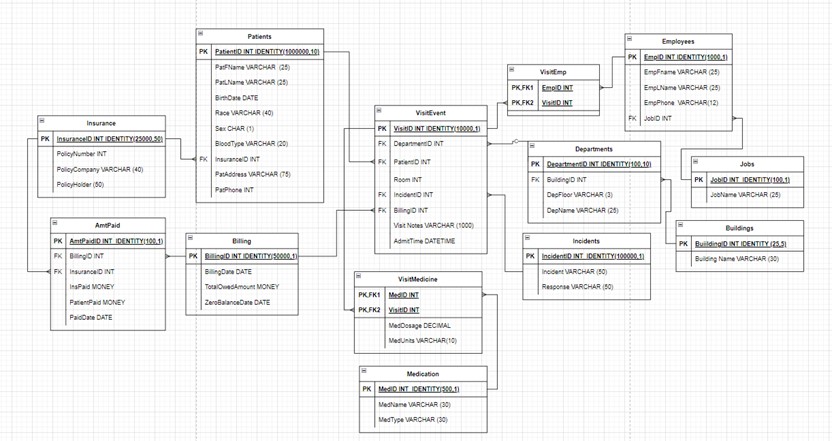 Patients
PK PatientID INT IDENTITY(1000000,10)
PatFName VARCHAR (25)
PatLName VARCHAR (25)
BirthDate DATE
Race VARCHAR (40)
Sex CHAR (1)
BloodType VARCHAR (20)
FK InsuranceID INT
PatAddress VARCHAR (75)
PatPhone INT
Employees
PK EmpID INT IDENTITY(1000,1)
EmpFname VARCHAR (25)
EmpLName VARCHAR (25)
EmpPhone VARCHAR(12)
FK JobID INT
VisitEmp
PK,FK1 EmpID INT
PK,FK2 VisitID INT
Insurance
PK InsuranceID INT IDENTITY(25000,50)
PolicyNumber INT
PolicyCompany VARCHAR (40)
PolicyHolder (50)
VisitEvent
PK VisitID INT IDENTITY(10000,1)
FK DepartmentID INT
FK PatientID INT
Room INT
FK IncidentID INT
FK BillingID INT
Visit Notes VARCHAR (1000)
AdmitTime DATETIME
Departments
PK DepartmentID INT IDENTITY(100,10)
FK BuildingID INT
DepFloor VARCHAR (3)
DepName VARCHAR (25)
Jobs
PK JobID INT IDENTITY(100,1)
JobName VARCHAR (25)
AmtPaid
PK AmtPaidID INT IDENTITY(100,1)
FK BillingID INT
FK InsuranceID INT
InsPaid MONEY
PatientPaid MONEY
PaidDate DATE
Billing
PK BillingID INT IDENTITY(50000,1)
BillingDate DATE
TotalOwedAmount MONEY
ZeroBalanceDate DATE
Incidents
PK IncidentID INT IDENTITY(100000,1)
Incident VARCHAR (50)
Response VARCHAR (50)
Buildings
PK BuildingID INT IDENTITY (25,5)
Building Name VARCHAR (30)
VisitMedicine
PK,FK1 MedID INT
PK,FK2 VisitID INT
MedDosage DECIMAL
MedUnits VARCHAR(10)
Medication
PK MedID INT IDENTITY(500,1)
MedName VARCHAR (30)
MedType VARCHAR (30)